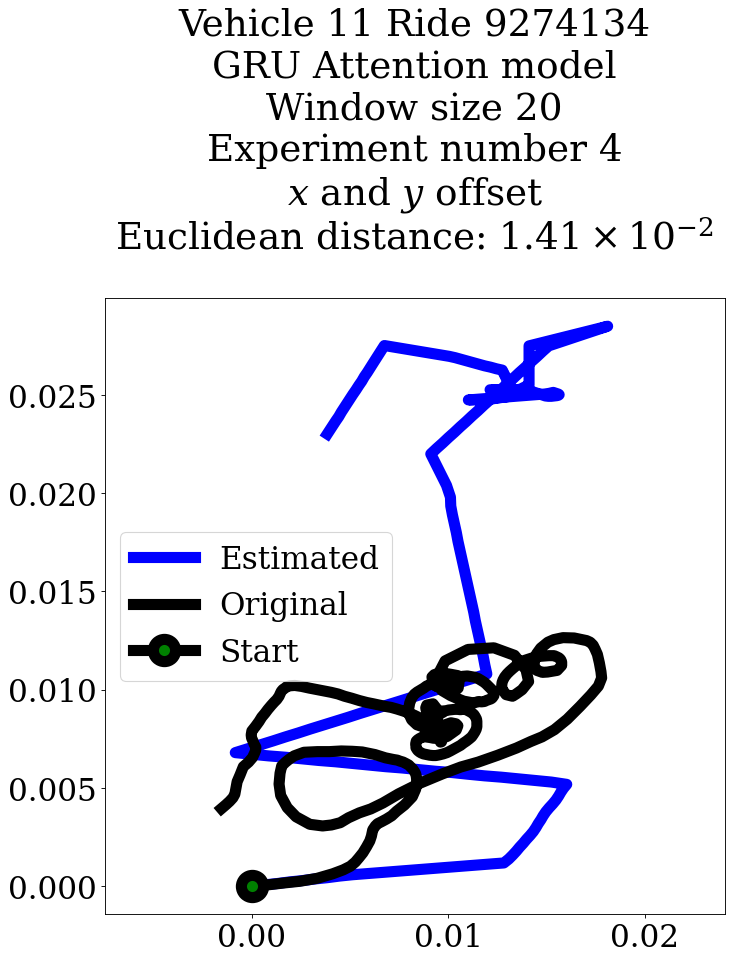 Vehicle 11 Ride 9274134
GRU Attention model
Window size 20
Experiment number 4
x and y offset
Euclidean distance: 1.41 × 10⁻²
0.025
0.020
0.015
0.010
0.005
0.000
Estimated
Original
Start
0.00 0.01 0.02